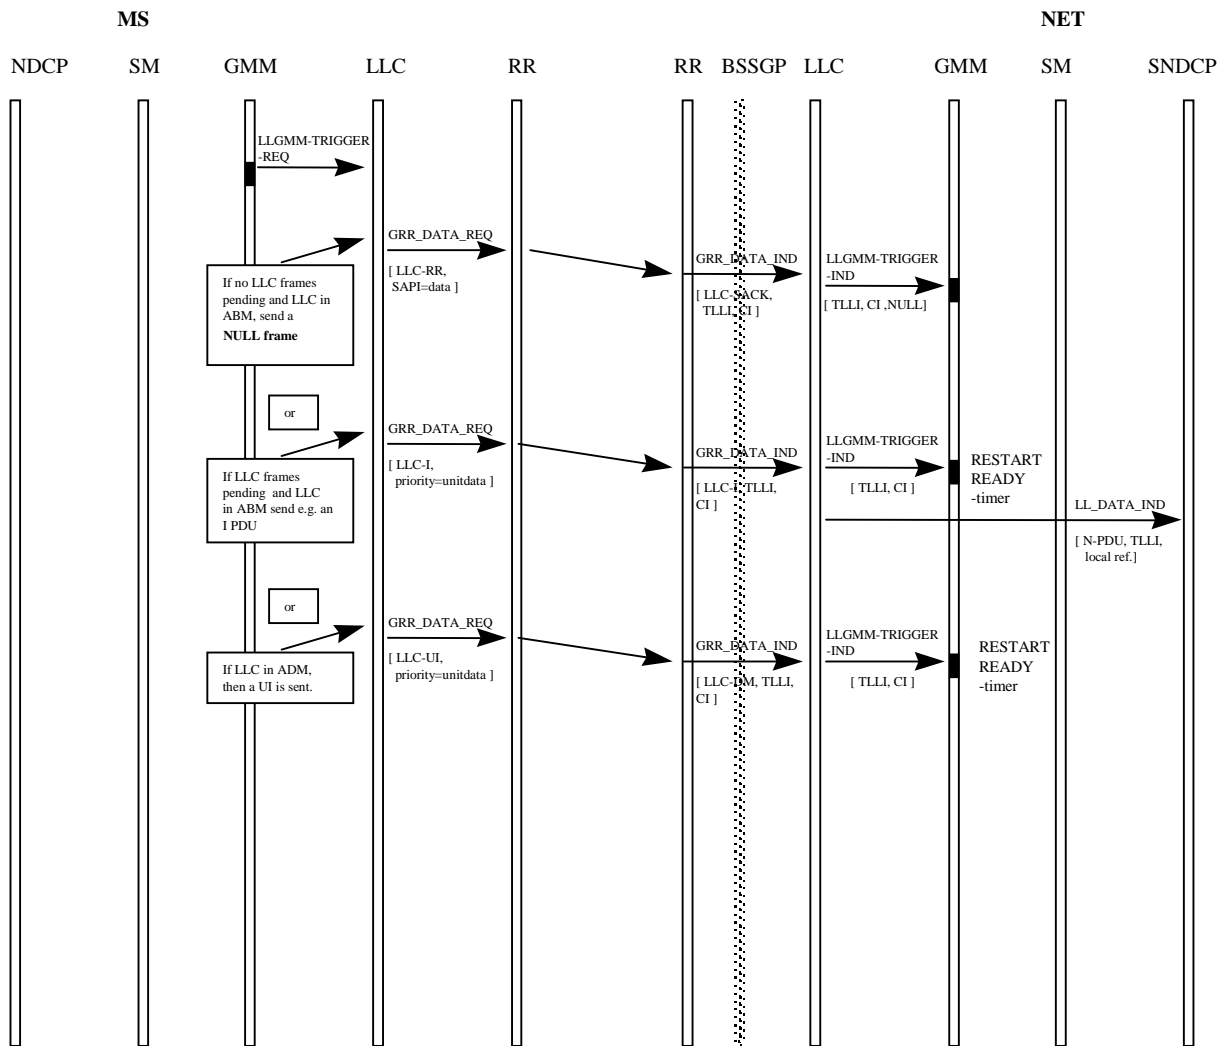 MS
NET
NDCP
SM
GMM
LLC
RR
RR
BSSGP
LLC
GMM
SM
SNDCP
LLGMM-TRIGGER
-REQ
GRR_DATA_REQ
[ LLC-RR,
SAPI=data ]
GRR_DATA_IND
[ LLC-SACK,
TLLI, CI ]
LLGMM-TRIGGER
-IND
[ TLLI, CI ,NULL]
If no LLC frames
pending and LLC in
ABM, send a
NULL frame
or
GRR_DATA_REQ
[ LLC-I,
priority=unitdata ]
GRR_DATA_IND
[ LLC-I, TLLI,
CI ]
LLGMM-TRIGGER
-IND
[ TLLI, CI ]
RESTART
READY
-timer
If LLC frames
pending and LLC
in ABM send e.g. an
I PDU
LL_DATA_IND
[ N-PDU, TLLI,
local ref.]
or
GRR_DATA_REQ
[ LLC-UI,
priority=unitdata ]
GRR_DATA_IND
[ LLC-DM, TLLI,
CI ]
LLGMM-TRIGGER
-IND
[ TLLI, CI ]
RESTART
READY
-timer
If LLC in ADM,
then a UI is sent.